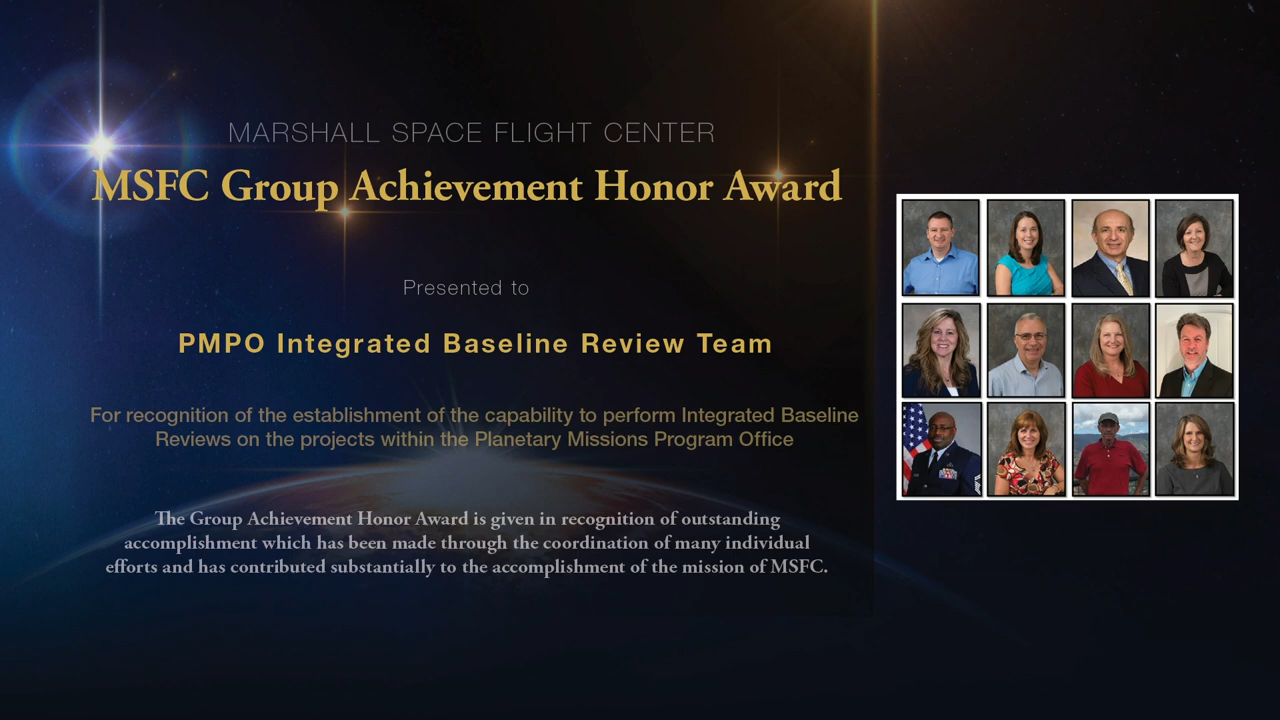 MARSHALL SPACE FLIGHT CENTER
MSFC Group Achievement Honor Award
Presented to
PMPO Integrated Baseline Review Team
For recognition of the establishment of the capability to perform Integrated Baseline
Reviews on the projects within the Planetary Missions Program Office
The Group Achievement Honor Award is given in recognition of outstanding
accomplishment which has been made through the coordination of many individual
efforts and has contributed substantially to the accomplishment of the mission of MSFC.